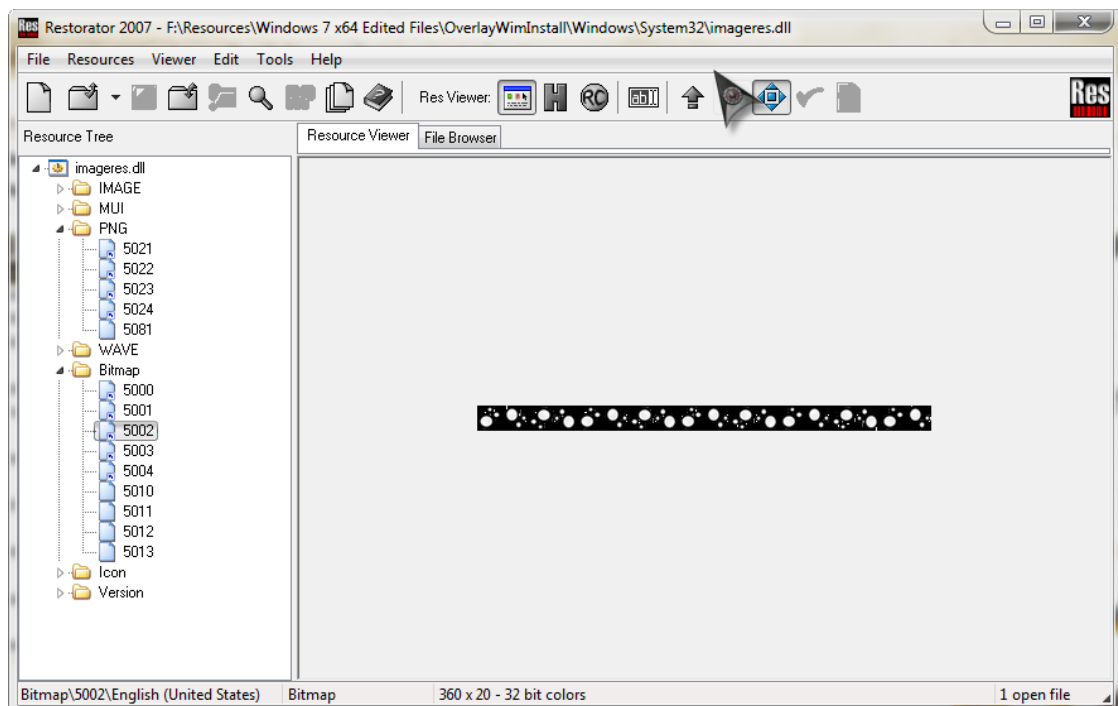 Res Restorator 2007 - F:\Resources\Windows 7 x64 Edited Files\OverlayWimInstall\Windows\System32\imageres.dll
File Resources Viewer Edit Tools Help
Res Viewer: H RC ab Res
Resource Tree
Resource Viewer File Browser
imageres.dll
IMAGE
MUI
PNG
5021
5022
5023
5024
5081
WAVE
Bitmap
5000
5001
5002
5003
5004
5010
5011
5012
5013
Icon
Version
Bitmap\5002\English (United States) Bitmap 360 x 20 - 32 bit colors 1 open file